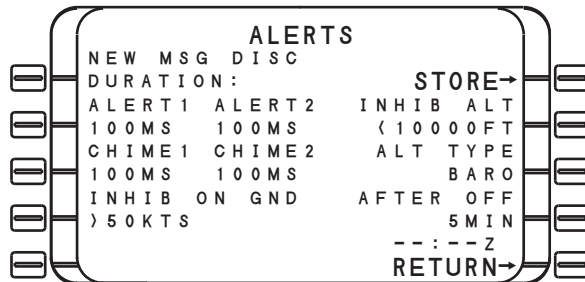 ALERTS
NEW MSG DISC
DURATION: STORE→
ALERT1 ALERT2 INHIB ALT
100MS 100MS <10000FT
CHIME1 CHIME2 ALT TYPE
100MS 100MS BARO
INHIB ON GND AFTER OFF
>50KTS 5MIN
--:--Z
RETURN→